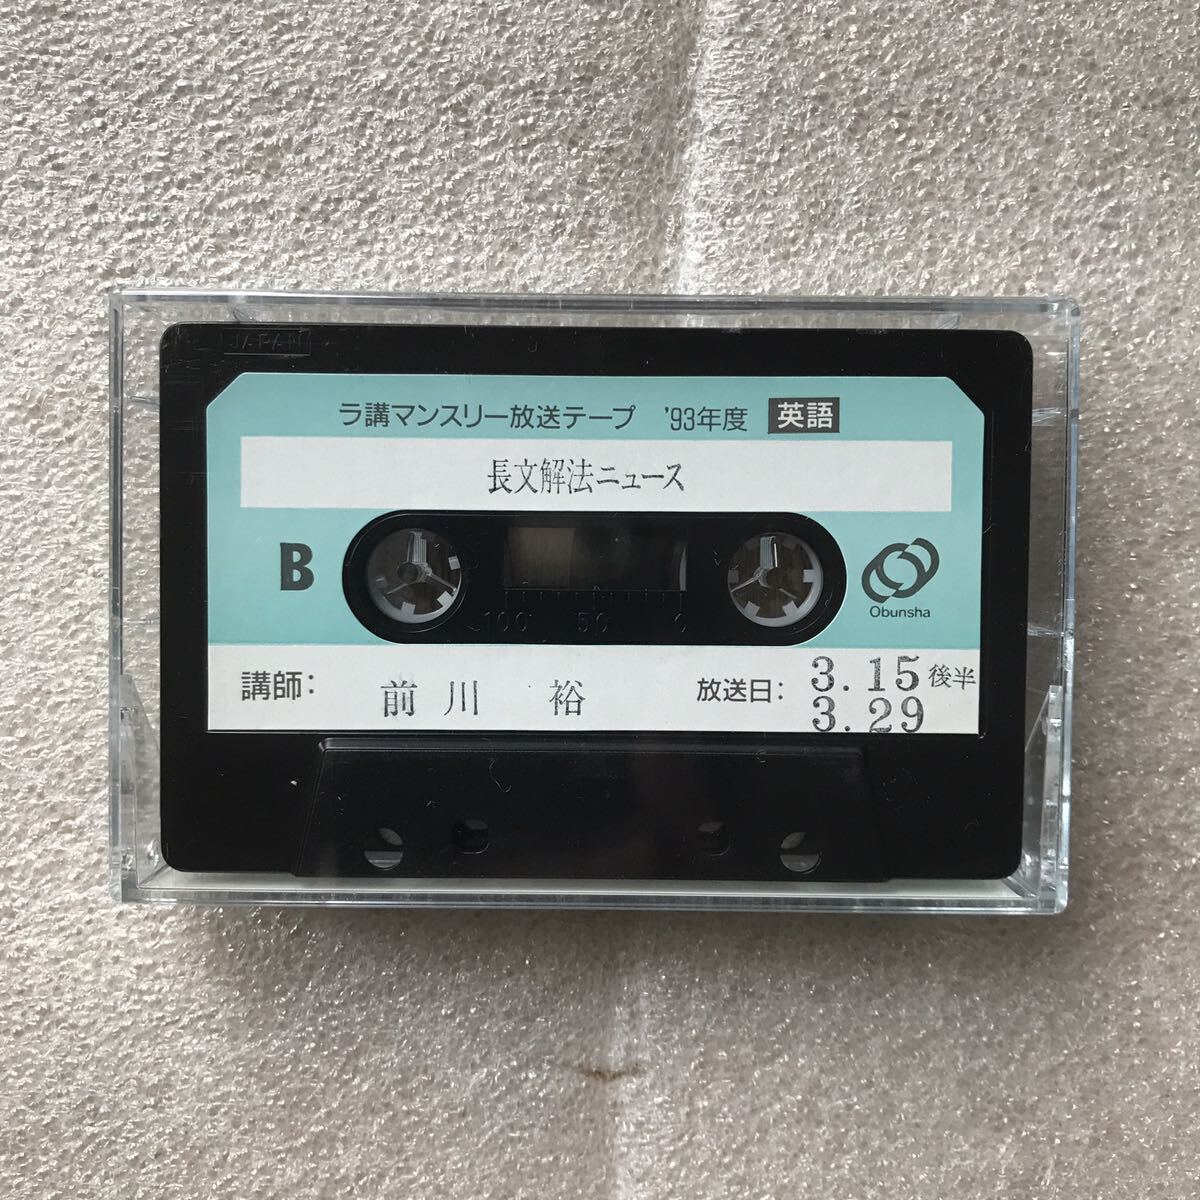 JAPAN
ラ講マンスリー放送テープ '93年度 英語
長文解法ニュース
B
Obunsha
100 50 0
講師: 前川 裕
放送日: 3.15後半
3.29